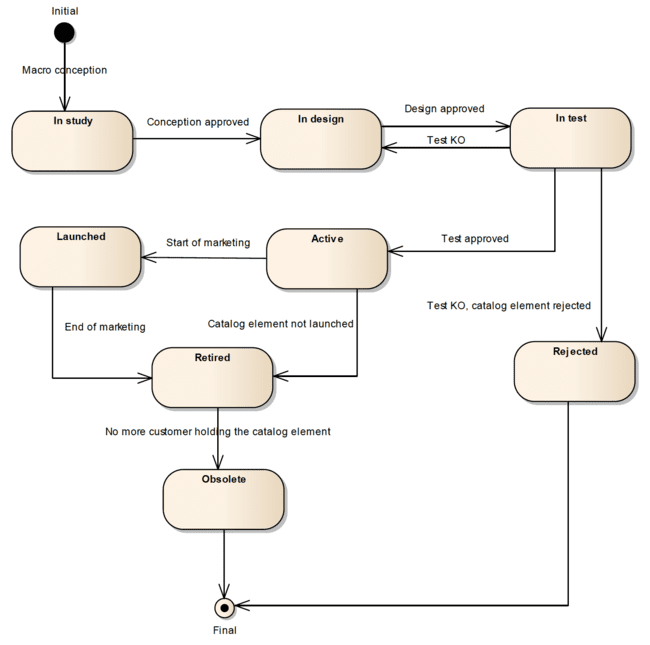 Initial
Macro conception
In study
Conception approved
In design
Design approved
Test KO
In test
Launched
Start of marketing
Active
Test approved
End of marketing
Catalog element not launched
Test KO, catalog element rejected
Retired
Rejected
No more customer holding the catalog element
Obsolete
Final